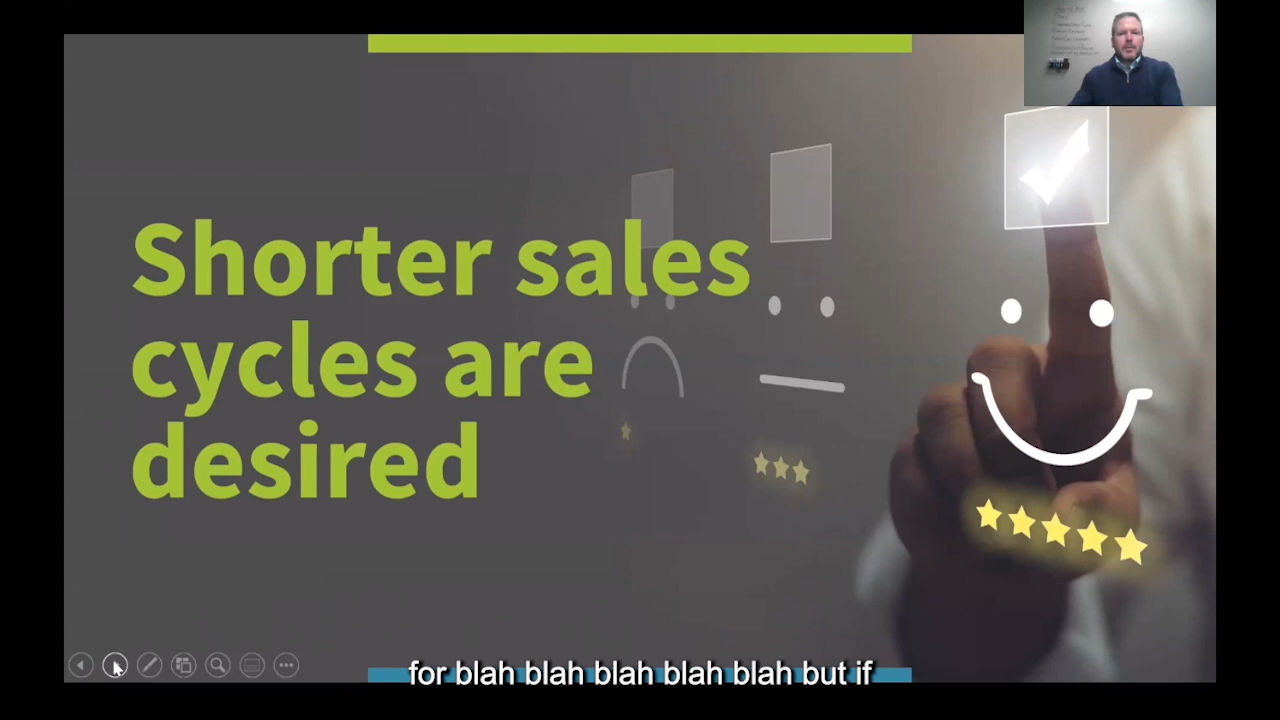 Shorter sales
cycles are
desired
for blah blah blah blah blah but if